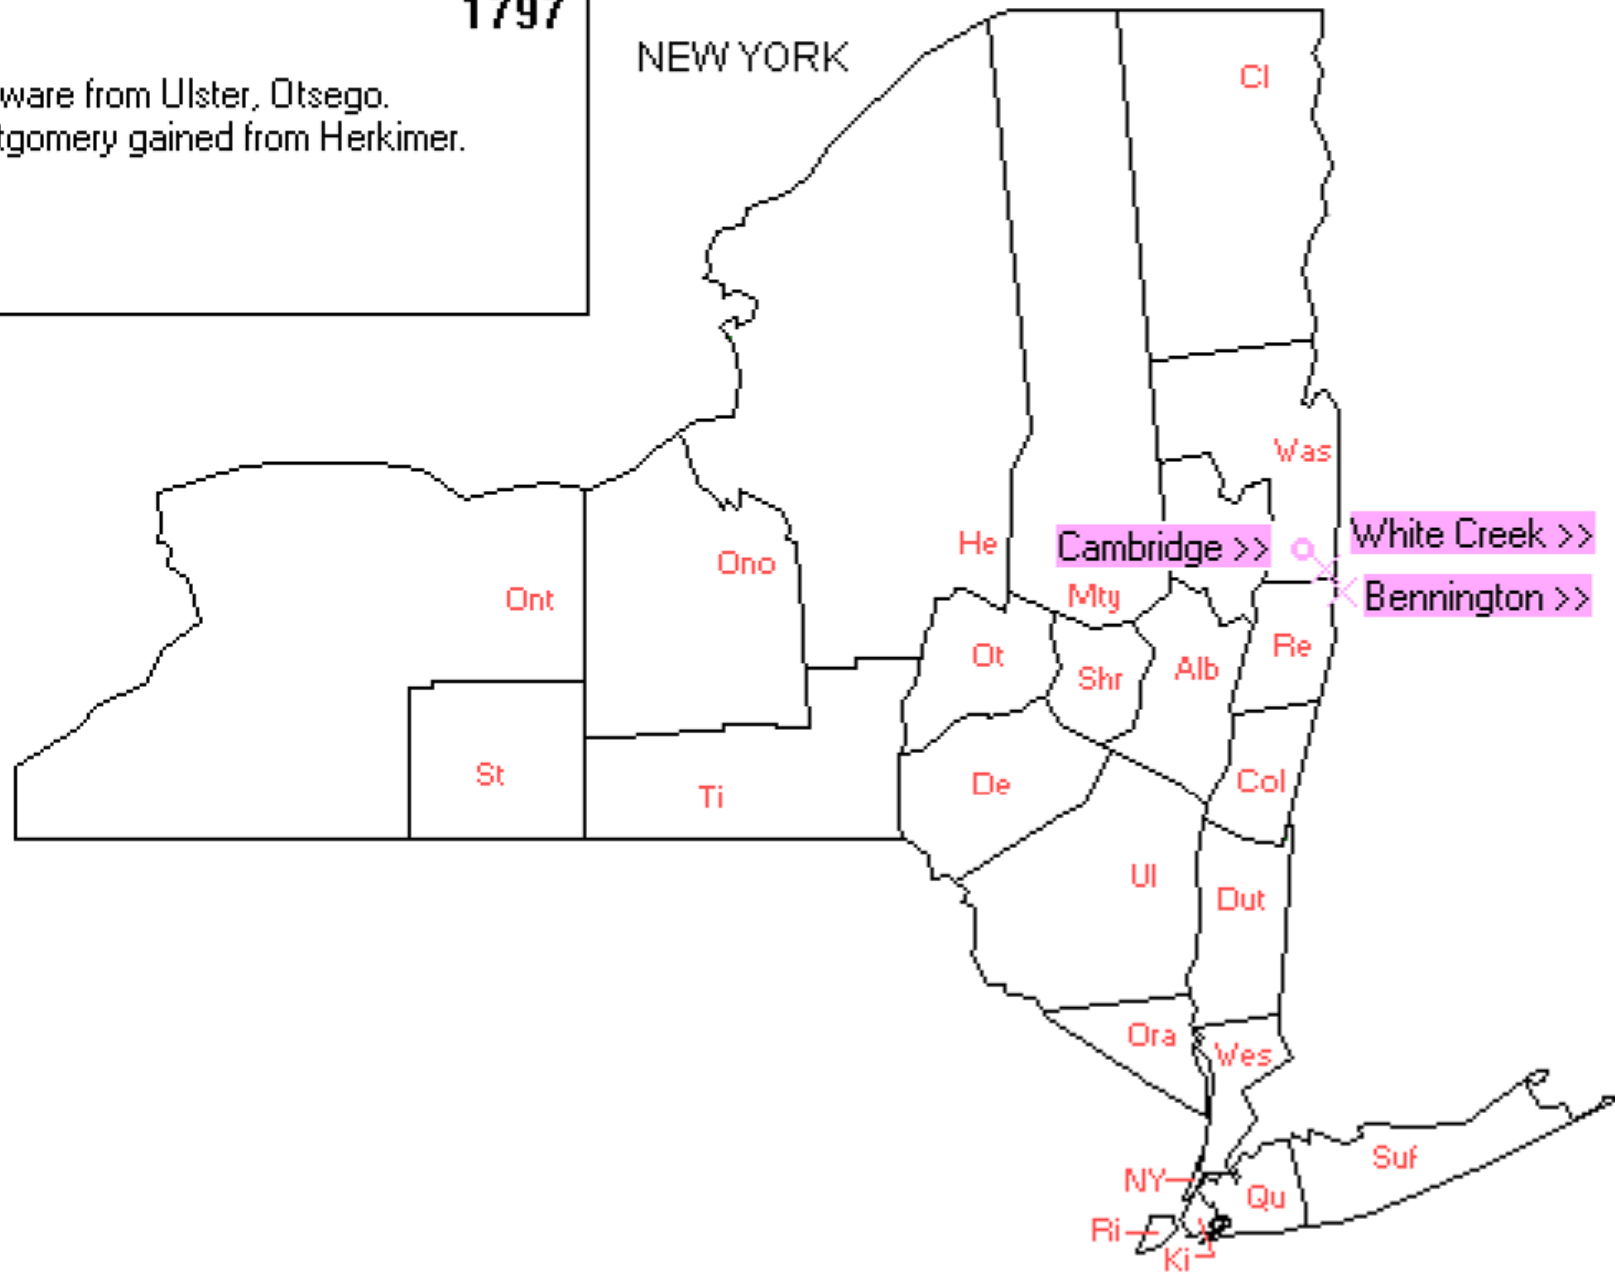 1797
ware from Ulster, Otsego.
tgomery gained from Herkimer.
NEW YORK
Cl
Was
White Creek >>
Cambridge >>
He
Ono
Bennington >>
Mty
Ont
Re
Ot
Alb
Shr
St
Col
De
Ti
Ul
Dut
Ora
Wes
Suf
NY
Qu
Ri
Ki